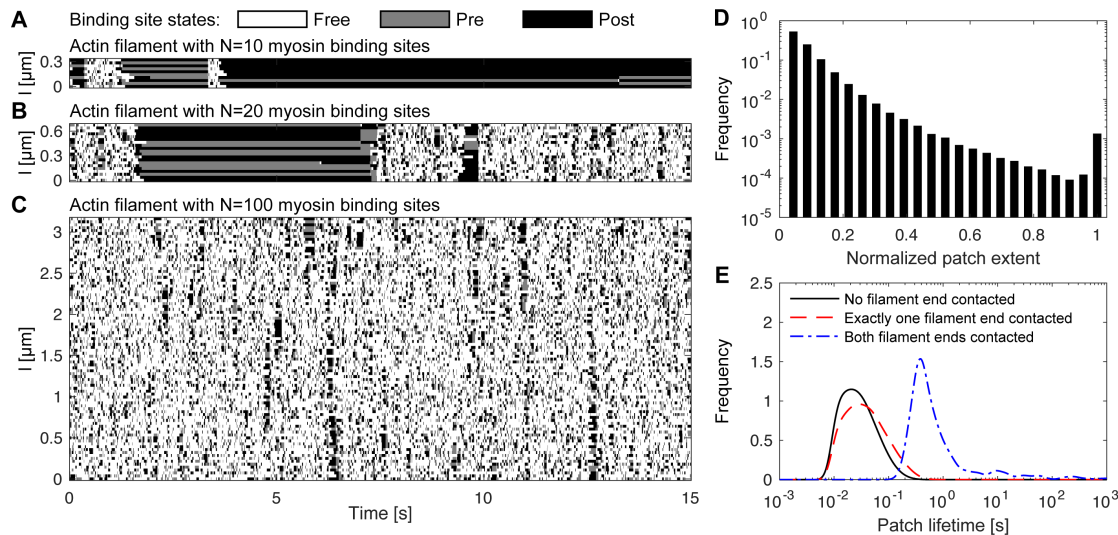 A
Binding site states: Free Pre Post
Actin filament with N=10 myosin binding sites
0.3
0
l [μm]
B
Actin filament with N=20 myosin binding sites
0.6
0.3
0
l [μm]
C
Actin filament with N=100 myosin binding sites
3
2.5
2
1.5
1
0.5
0
l [μm]
0 5 10 15
Time [s]
D
10^0
10^-1
10^-2
10^-3
10^-4
10^-5
Frequency
0 0.2 0.4 0.6 0.8 1
Normalized patch extent
E
2.5
2
1.5
1
0.5
0
Frequency
No filament end contacted
Exactly one filament end contacted
Both filament ends contacted
10^-3 10^-2 10^-1 10^0 10^1 10^2 10^3
Patch lifetime [s]